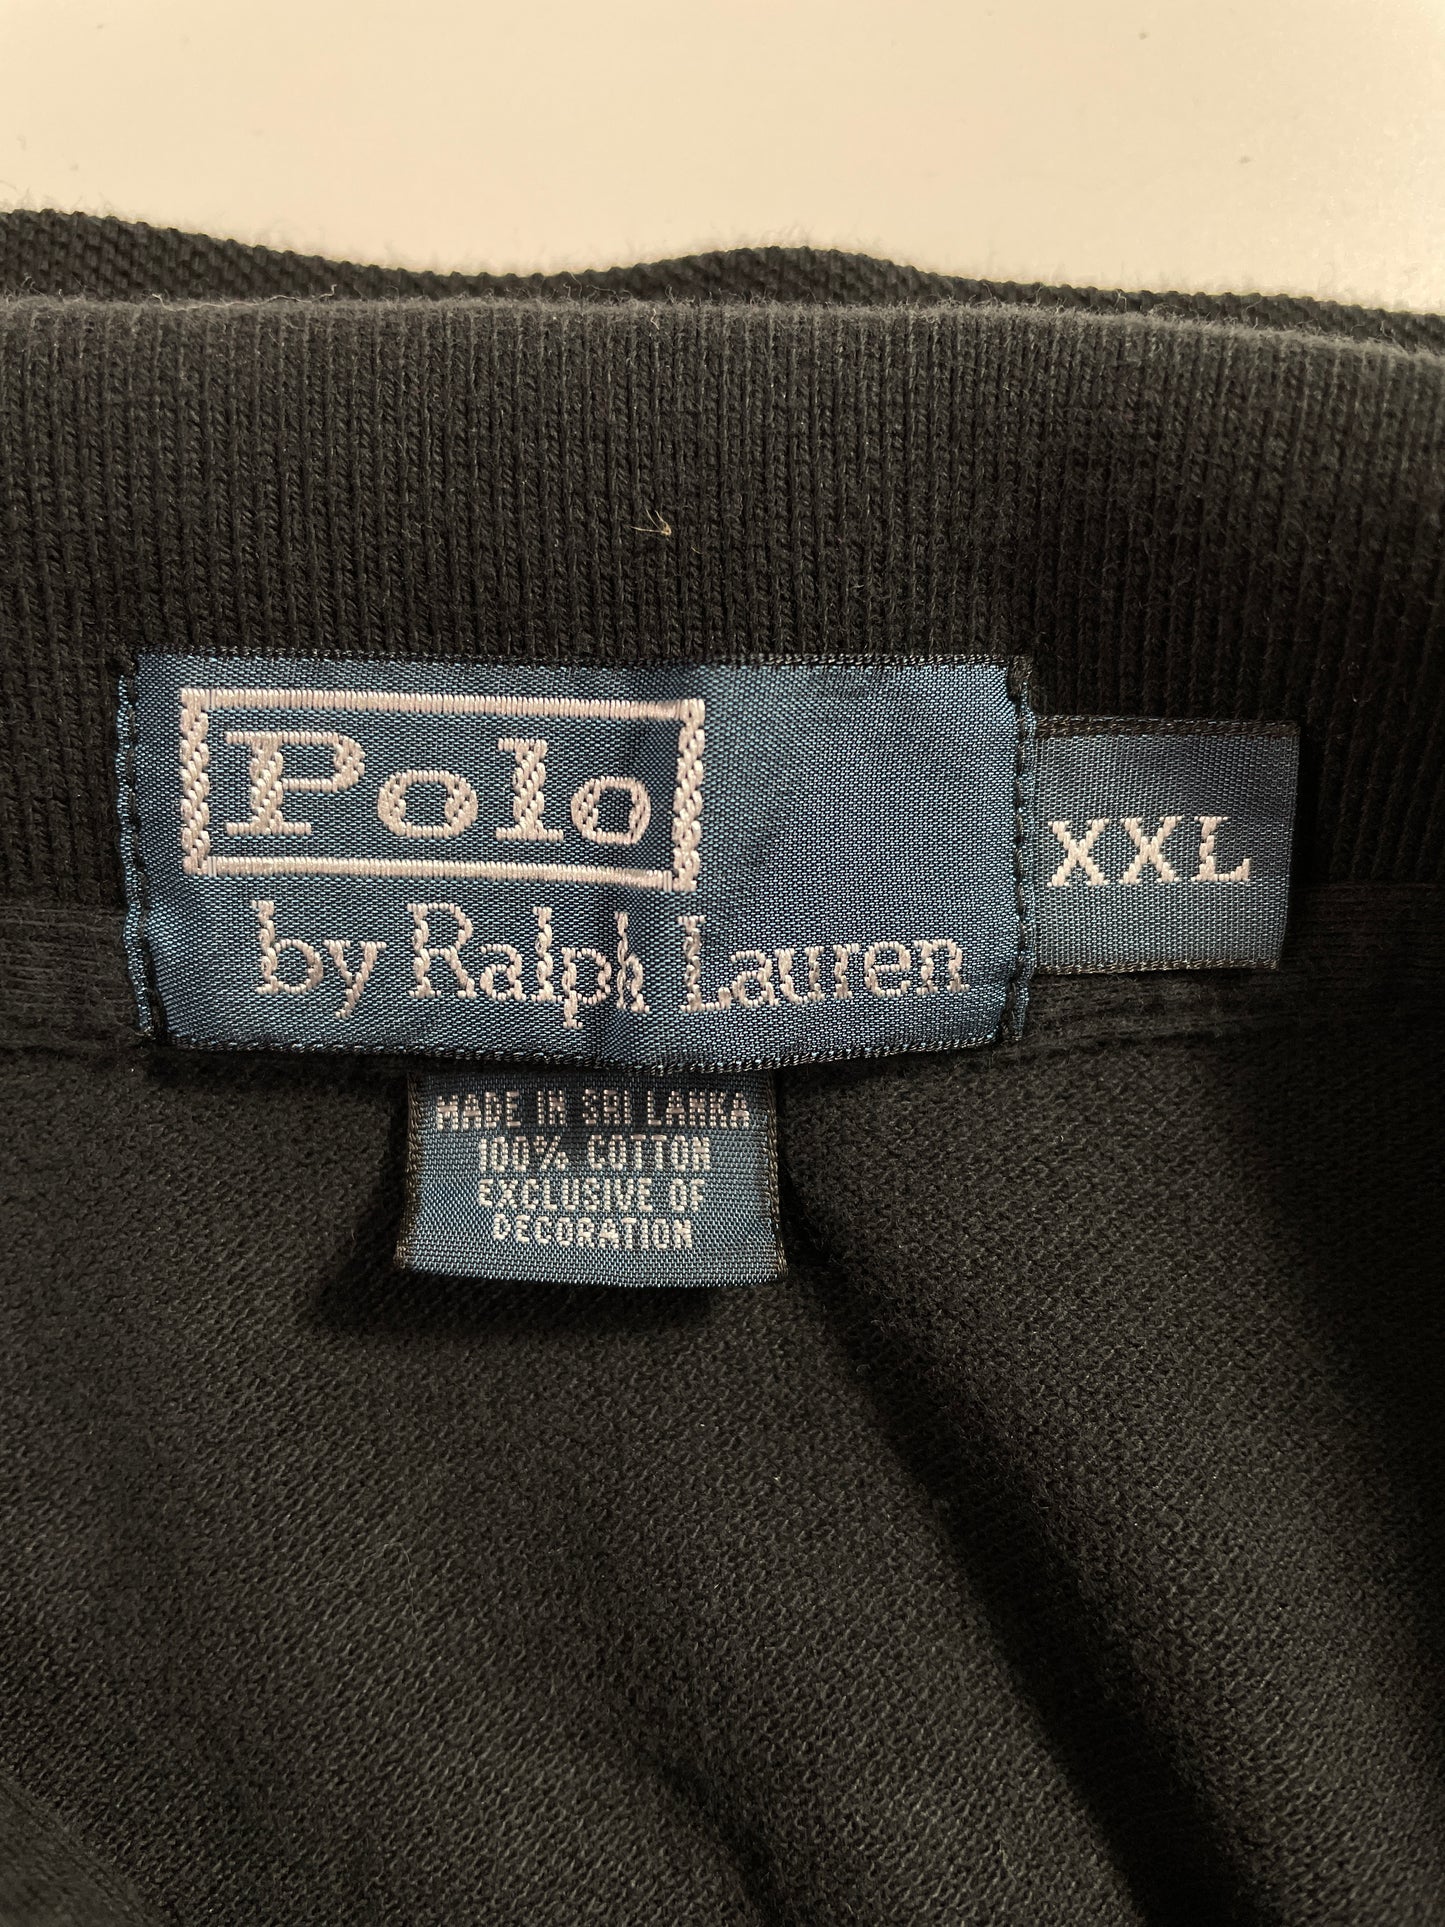 Polo
by Ralph Lauren
XXL
MADE IN SRI LANKA
100% COTTON
EXCLUSIVE OF
DECORATION